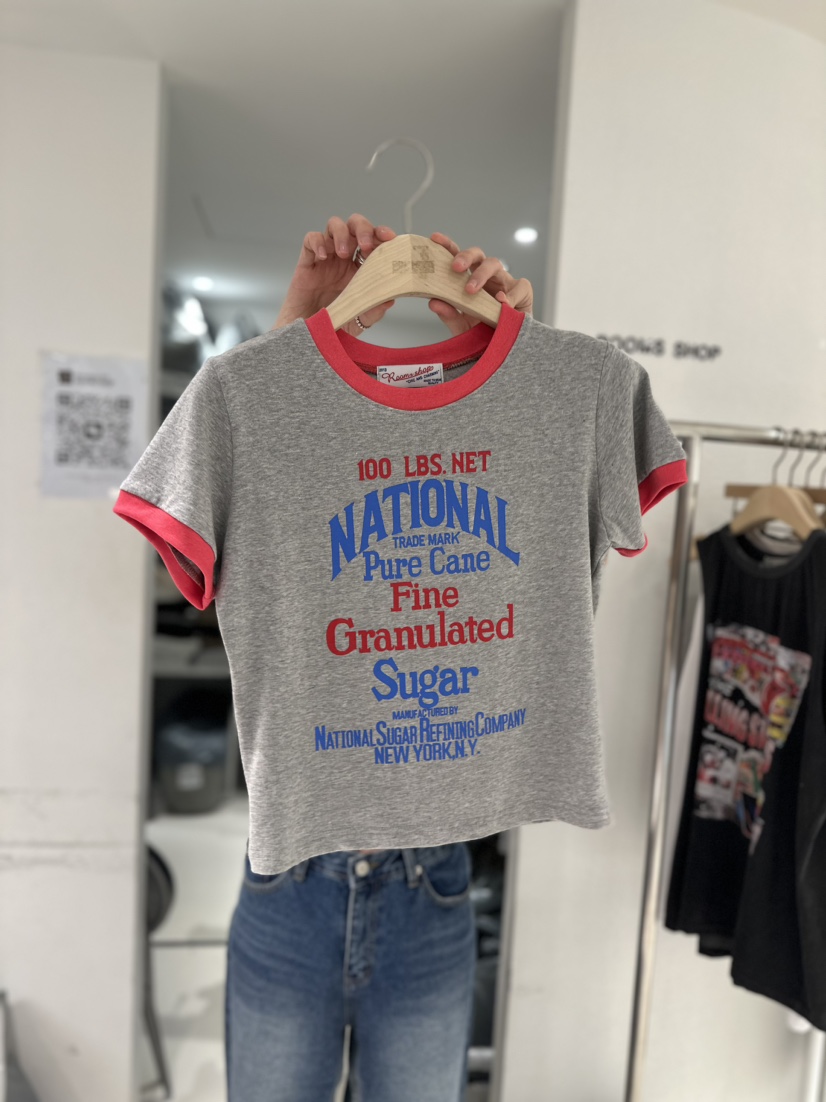 ROOMS SHOP
Roomsshop
100 LBS. NET
NATIONAL
TRADE MARK
Pure Cane
Fine
Granulated
Sugar
MANUFACTURED BY
NATIONAL SUGAR REFINING COMPANY
NEW YORK, N.Y.